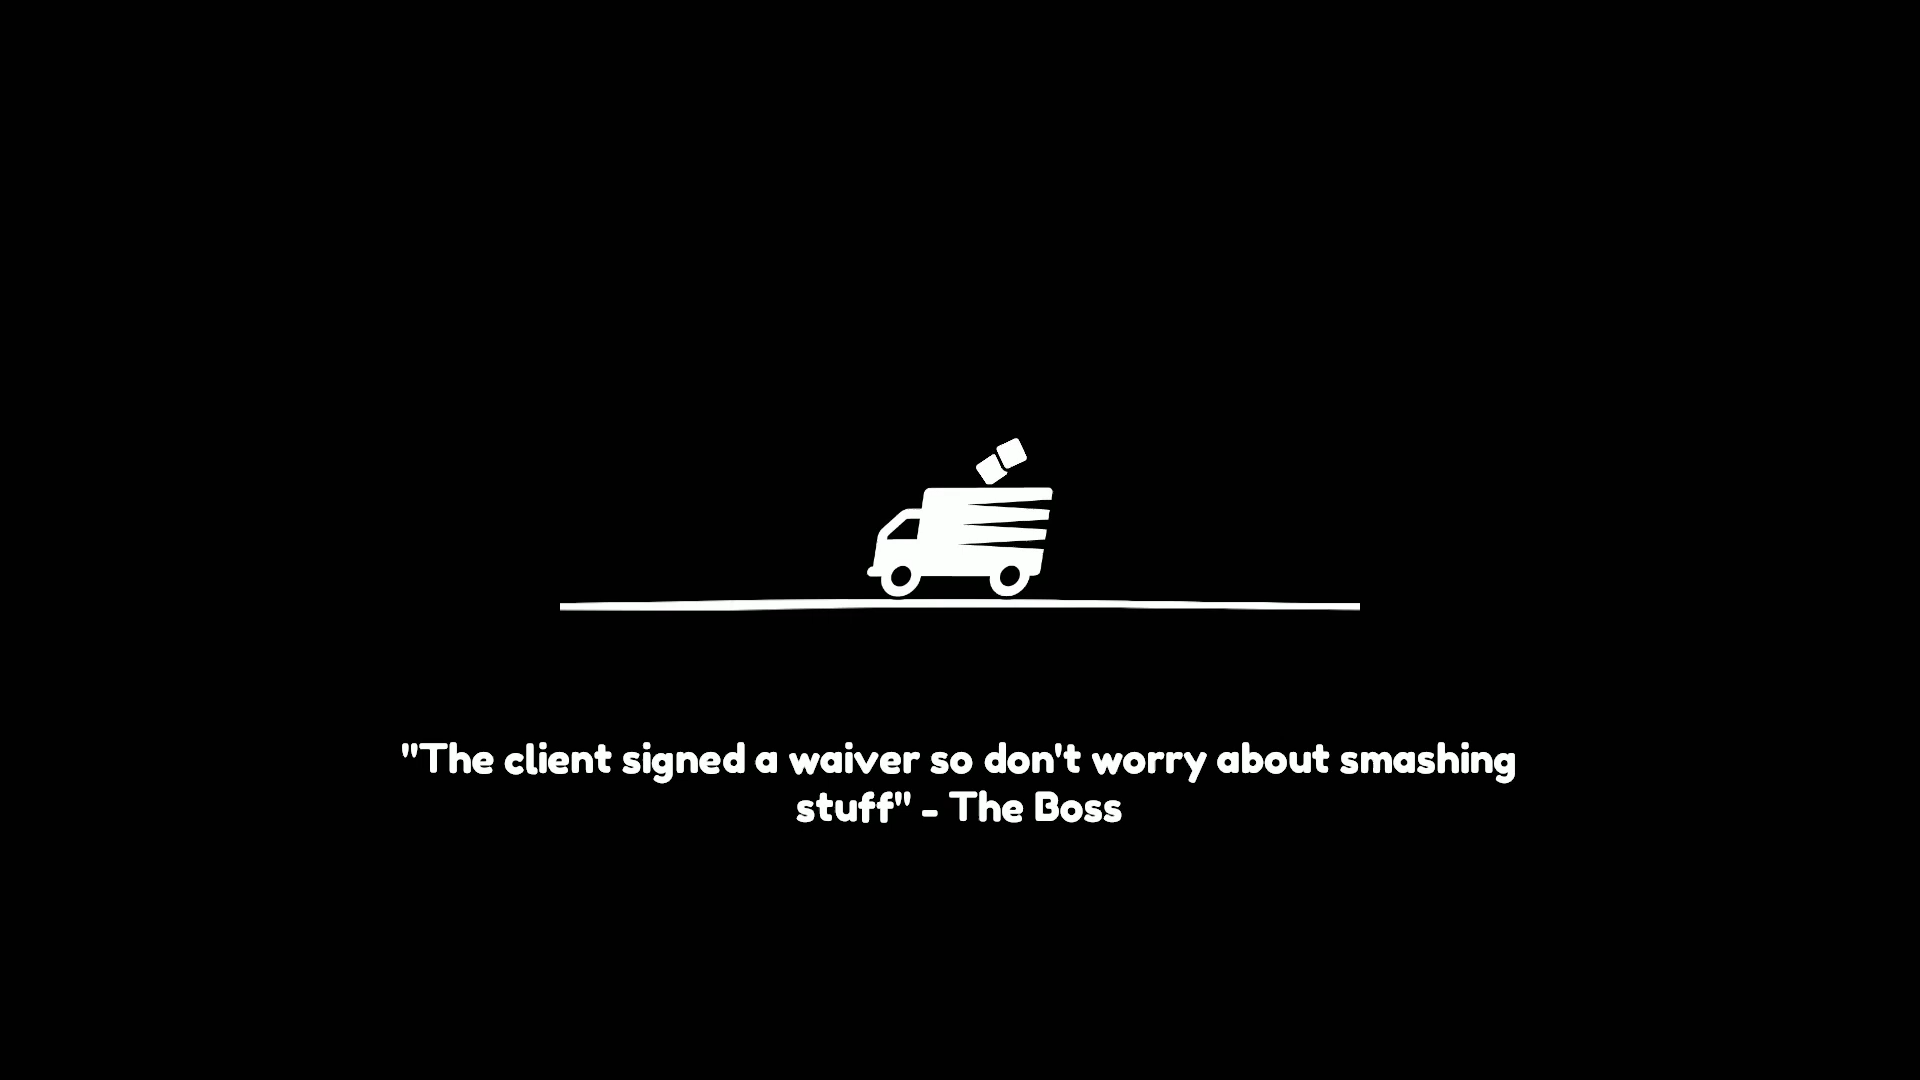 "The client signed a waiver so don't worry about smashing
stuff" - The Boss